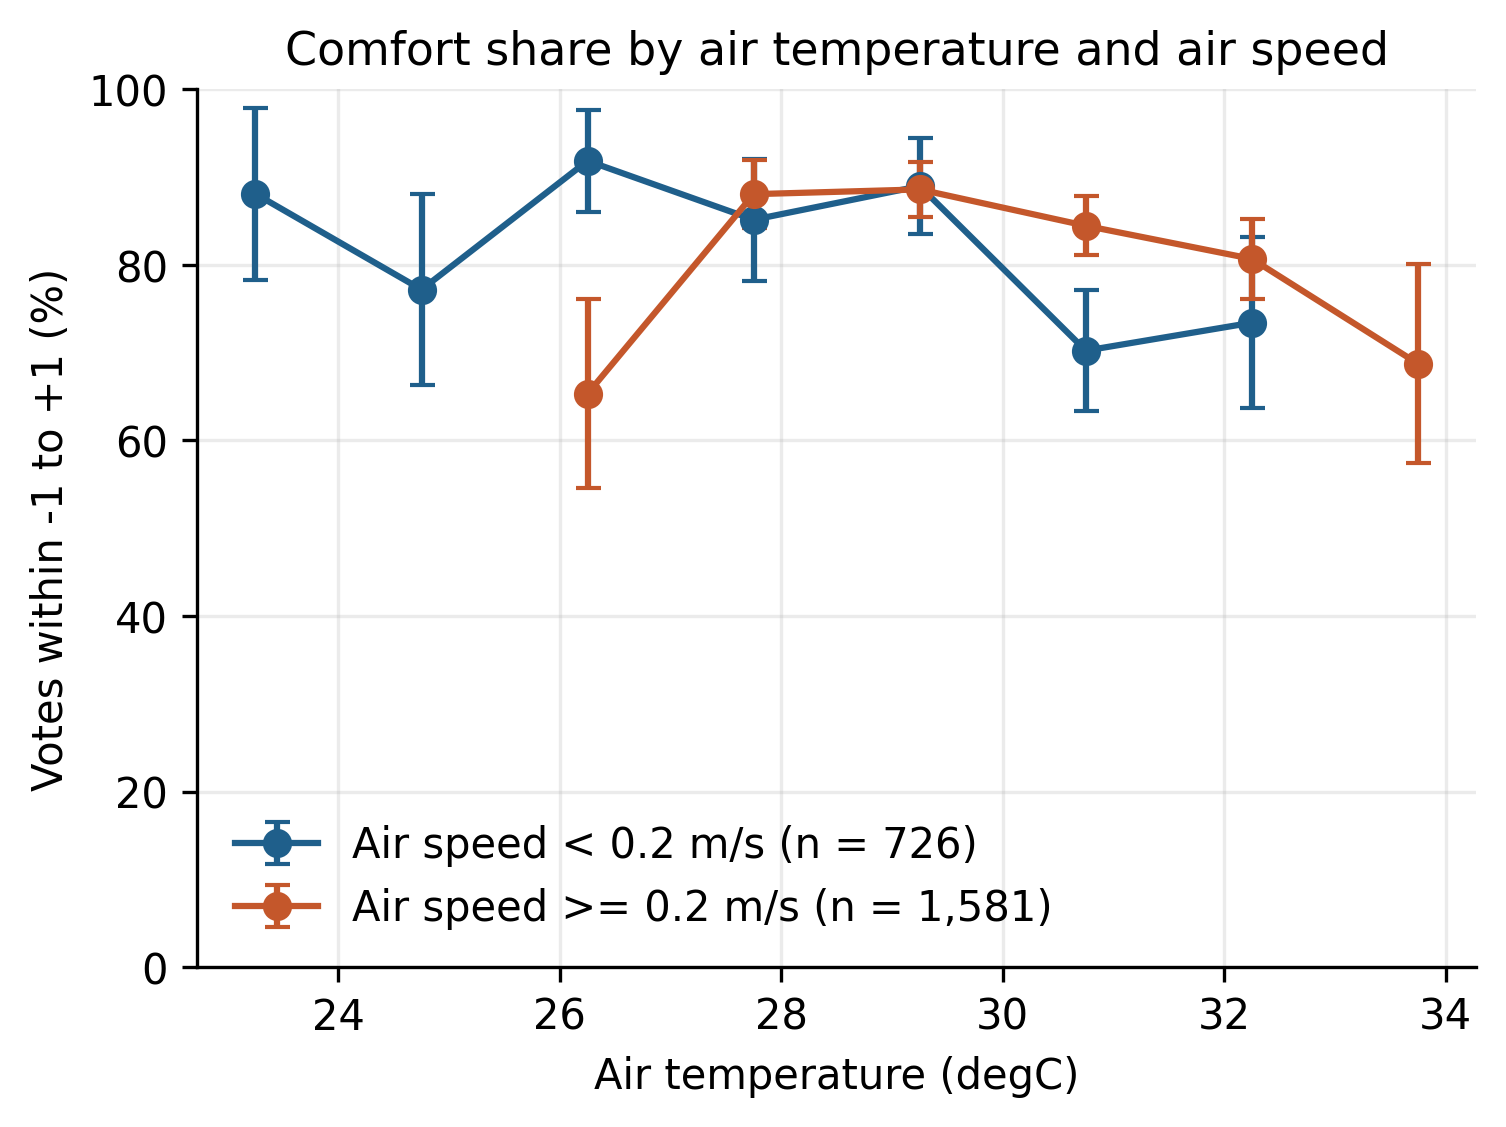 Comfort share by air temperature and air speed
100
80
60
40
20
0
Votes within -1 to +1 (%)
Air speed < 0.2 m/s (n = 726)
Air speed >= 0.2 m/s (n = 1,581)
24 26 28 30 32 34
Air temperature (degC)